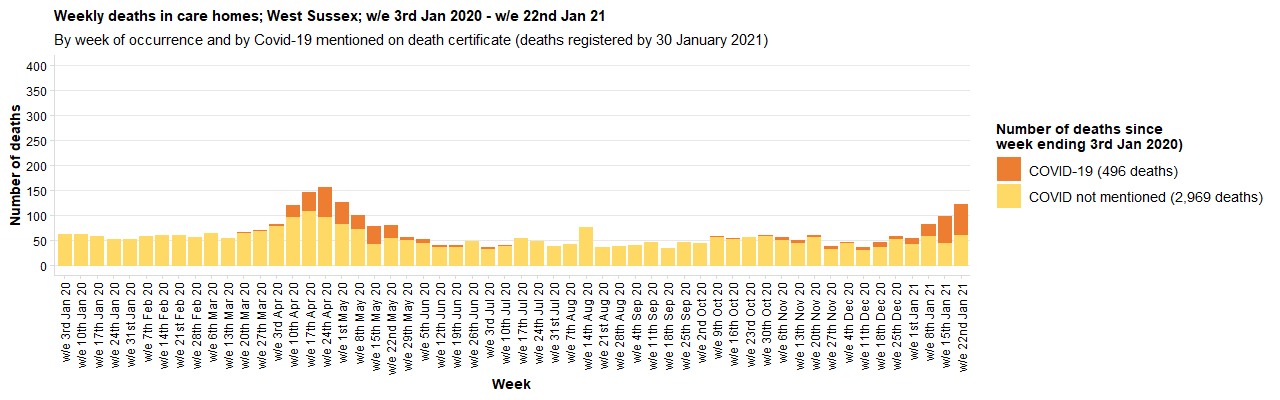 Weekly deaths in care homes; West Sussex; w/e 3rd Jan 2020 - w/e 22nd Jan 21
By week of occurrence and by Covid-19 mentioned on death certificate (deaths registered by 30 January 2021)
Number of deaths
400
350
300
250
200
150
100
50
0
w/e 3rd Jan 20
w/e 10th Jan 20
w/e 17th Jan 20
w/e 24th Jan 20
w/e 31st Jan 20
w/e 7th Feb 20
w/e 14th Feb 20
w/e 21st Feb 20
w/e 28th Feb 20
w/e 6th Mar 20
w/e 13th Mar 20
w/e 20th Mar 20
w/e 27th Mar 20
w/e 3rd Apr 20
w/e 10th Apr 20
w/e 17th Apr 20
w/e 24th Apr 20
w/e 1st May 20
w/e 8th May 20
w/e 15th May 20
w/e 22nd May 20
w/e 29th May 20
w/e 5th Jun 20
w/e 12th Jun 20
w/e 19th Jun 20
w/e 26th Jun 20
w/e 3rd Jul 20
w/e 10th Jul 20
w/e 17th Jul 20
w/e 24th Jul 20
w/e 31st Jul 20
w/e 7th Aug 20
w/e 14th Aug 20
w/e 21st Aug 20
w/e 28th Aug 20
w/e 4th Sep 20
w/e 11th Sep 20
w/e 18th Sep 20
w/e 25th Sep 20
w/e 2nd Oct 20
w/e 9th Oct 20
w/e 16th Oct 20
w/e 23rd Oct 20
w/e 30th Oct 20
w/e 6th Nov 20
w/e 13th Nov 20
w/e 20th Nov 20
w/e 27th Nov 20
w/e 4th Dec 20
w/e 11th Dec 20
w/e 18th Dec 20
w/e 25th Dec 20
w/e 1st Jan 21
w/e 8th Jan 21
w/e 15th Jan 21
w/e 22nd Jan 21
Week
Number of deaths since
week ending 3rd Jan 2020)
COVID-19 (496 deaths)
COVID not mentioned (2,969 deaths)